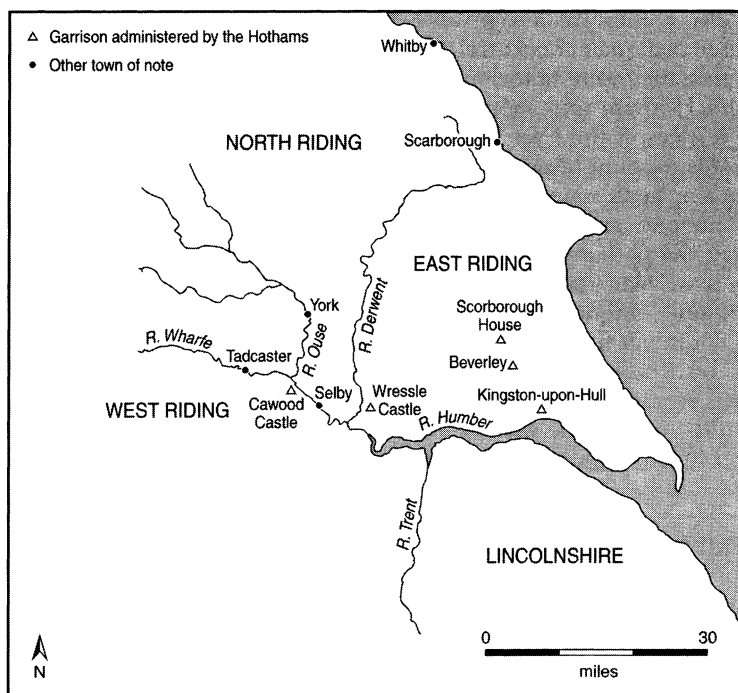 Garrison administered by the Hothams
Other town of note
Whitby
Scarborough
NORTH RIDING
EAST RIDING
Scorborough
House
Beverley
Kingston-upon-Hull
York
R. Wharfe
Tadcaster
R. Ouse
R. Derwent
WEST RIDING
Cawood
Castle
Selby
Wressle
Castle
R. Humber
R. Trent
LINCOLNSHIRE
N
0
30
miles